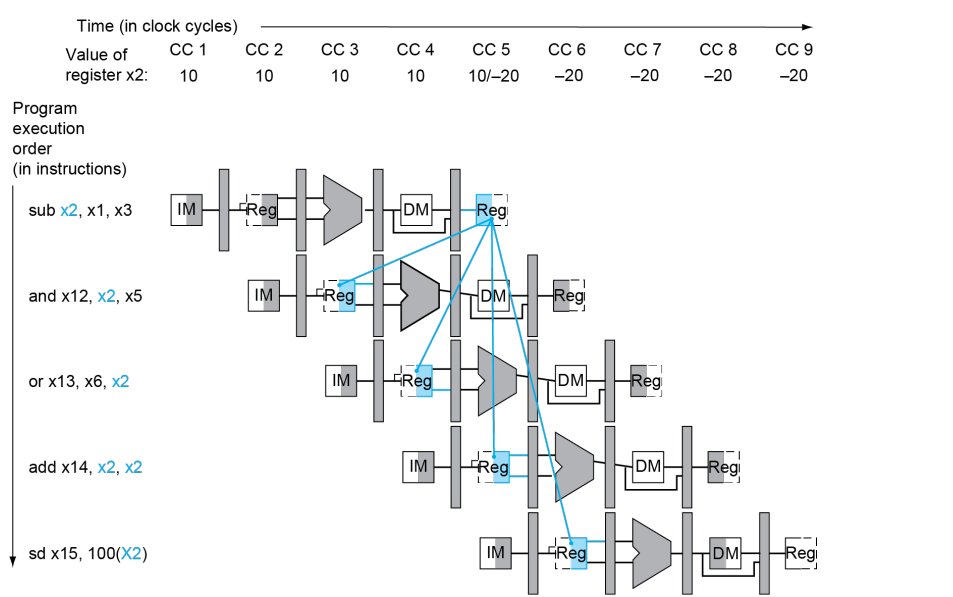 Time (in clock cycles)
Value of register x2:
CC 1 CC 2 CC 3 CC 4 CC 5 CC 6 CC 7 CC 8 CC 9
10 10 10 10 10/–20 –20 –20 –20 –20
Program
execution
order
(in instructions)
sub x2, x1, x3
IM Reg DM Reg
and x12, x2, x5
IM Reg DM Reg
or x13, x6, x2
IM Reg DM Reg
add x14, x2, x2
IM Reg DM Reg
sd x15, 100(X2)
IM Reg DM Reg